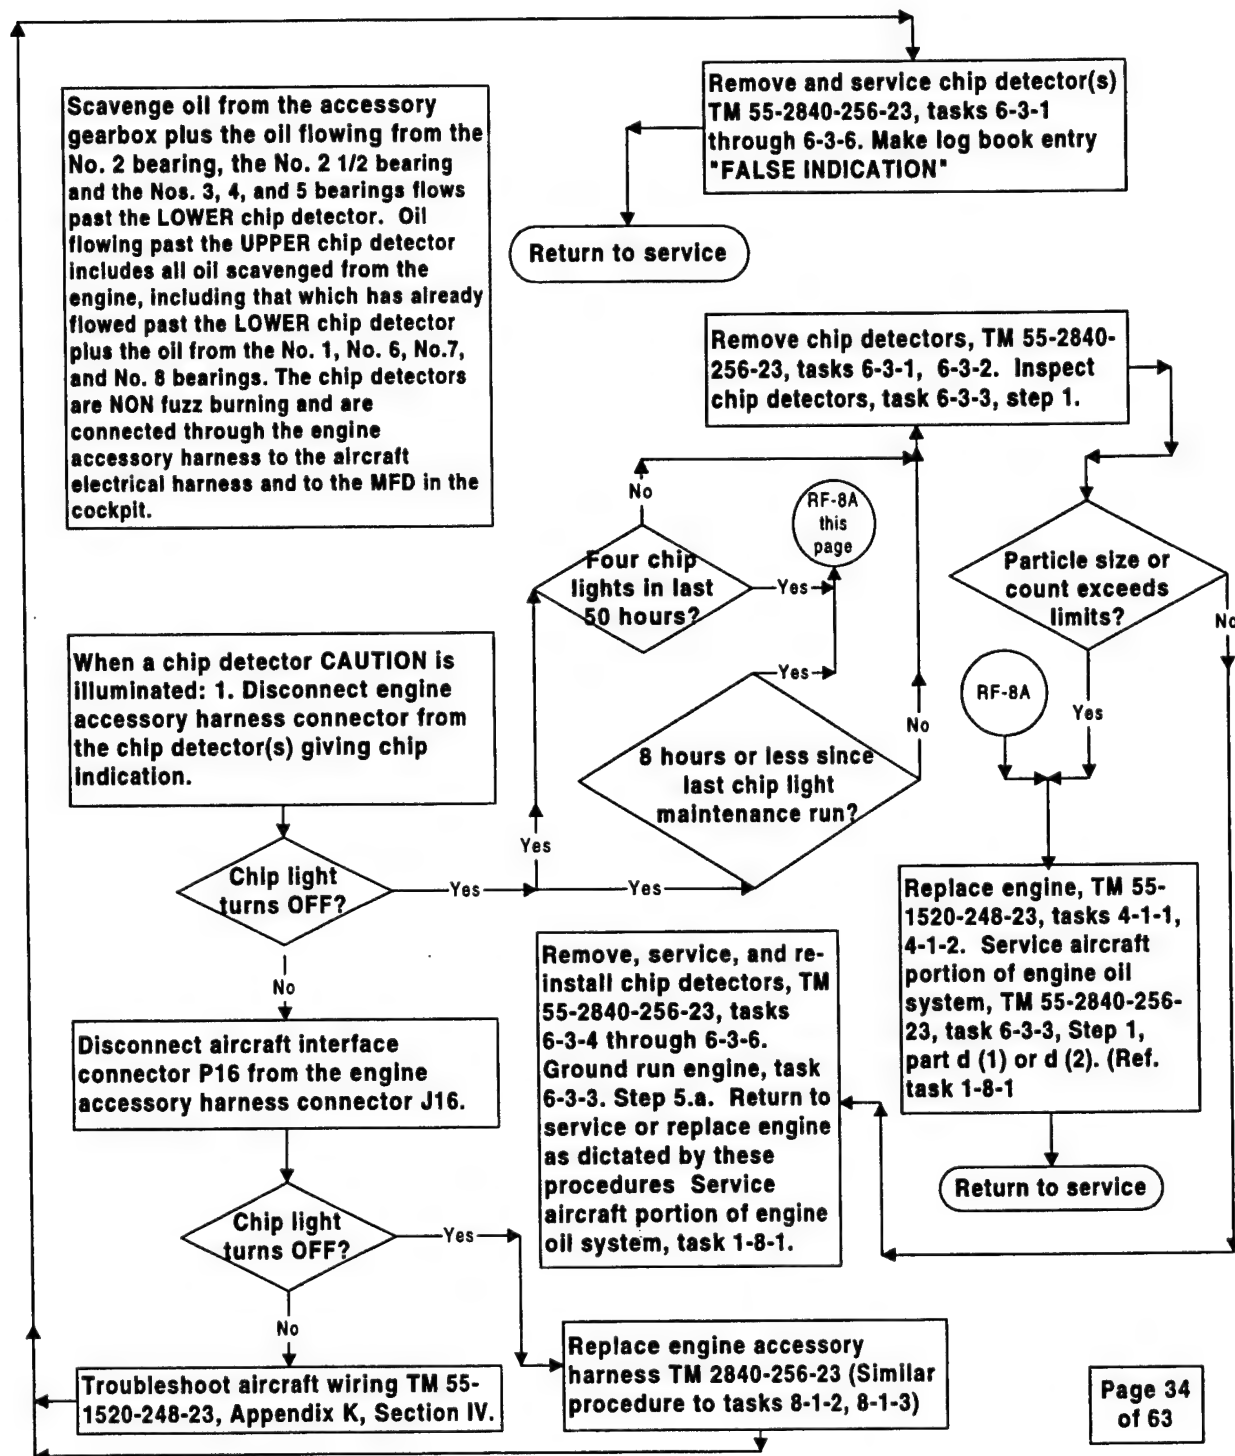 Remove and service chip detector(s)
TM 55-2840-256-23, tasks 6-3-1
through 6-3-6. Make log book entry
"FALSE INDICATION"
Return to service
Scavenge oil from the accessory
gearbox plus the oil flowing from the
No. 2 bearing, the No. 2 1/2 bearing
and the Nos. 3, 4, and 5 bearings flows
past the LOWER chip detector. Oil
flowing past the UPPER chip detector
includes all oil scavenged from the
engine, including that which has already
flowed past the LOWER chip detector
plus the oil from the No. 1, No. 6, No.7,
and No. 8 bearings. The chip detectors
are NON fuzz burning and are
connected through the engine
accessory harness to the aircraft
electrical harness and to the MFD in the
cockpit.
Remove chip detectors, TM 55-2840-
256-23, tasks 6-3-1, 6-3-2. Inspect
chip detectors, task 6-3-3, step 1.
No
RF-8A
this
page
Four chip
lights in last
50 hours?
Yes
Particle size or
count exceeds
limits?
No
When a chip detector CAUTION is
illuminated: 1. Disconnect engine
accessory harness connector from
the chip detector(s) giving chip
indication.
Yes
RF-8A
Yes
No
8 hours or less since
last chip light
maintenance run?
Yes
Chip light
turns OFF?
Yes
Yes
No
Replace engine, TM 55-
1520-248-23, tasks 4-1-1,
4-1-2. Service aircraft
portion of engine oil
system, TM 55-2840-256-
23, task 6-3-3, Step 1,
part d (1) or d (2). (Ref.
task 1-8-1
Return to service
Remove, service, and re-
install chip detectors, TM
55-2840-256-23, tasks
6-3-4 through 6-3-6.
Ground run engine, task
6-3-3. Step 5.a. Return to
service or replace engine
as dictated by these
procedures Service
aircraft portion of engine
oil system, task 1-8-1.
Disconnect aircraft interface
connector P16 from the engine
accessory harness connector J16.
Chip light
turns OFF?
Yes
No
Troubleshoot aircraft wiring TM 55-
1520-248-23, Appendix K, Section IV.
Replace engine accessory
harness TM 2840-256-23 (Similar
procedure to tasks 8-1-2, 8-1-3)
Page 34
of 63